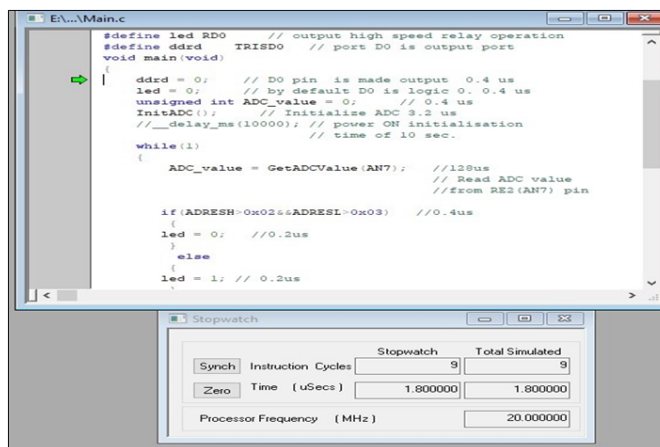 E:\...\Main.c
#define led RD0 // output high speed relay operation
#define ddrd TRISD0 // port D0 is output port
void main(void)
{
ddrd = 0; // D0 pin is made output 0.4 us
led = 0; // by default D0 is logic 0. 0.4 us
unsigned int ADC_value = 0; // 0.4 us
InitADC(); // Initialize ADC 3.2 us
//__delay_ms(10000); // power ON initialisation
// time of 10 sec.
while(1)
{
ADC_value = GetADCValue(AN7); //128us
// Read ADC value
//from RE2(AN7) pin
if(ADRESH>0x02&&ADRESL>0x03) //0.4us
{
led = 0; //0.2us
}
else
{
led = 1; // 0.2us
Stopwatch
Stopwatch Total Simulated
Synch Instruction Cycles 9 9
Zero Time (uSecs) 1.800000 1.800000
Processor Frequency (MHz) 20.000000